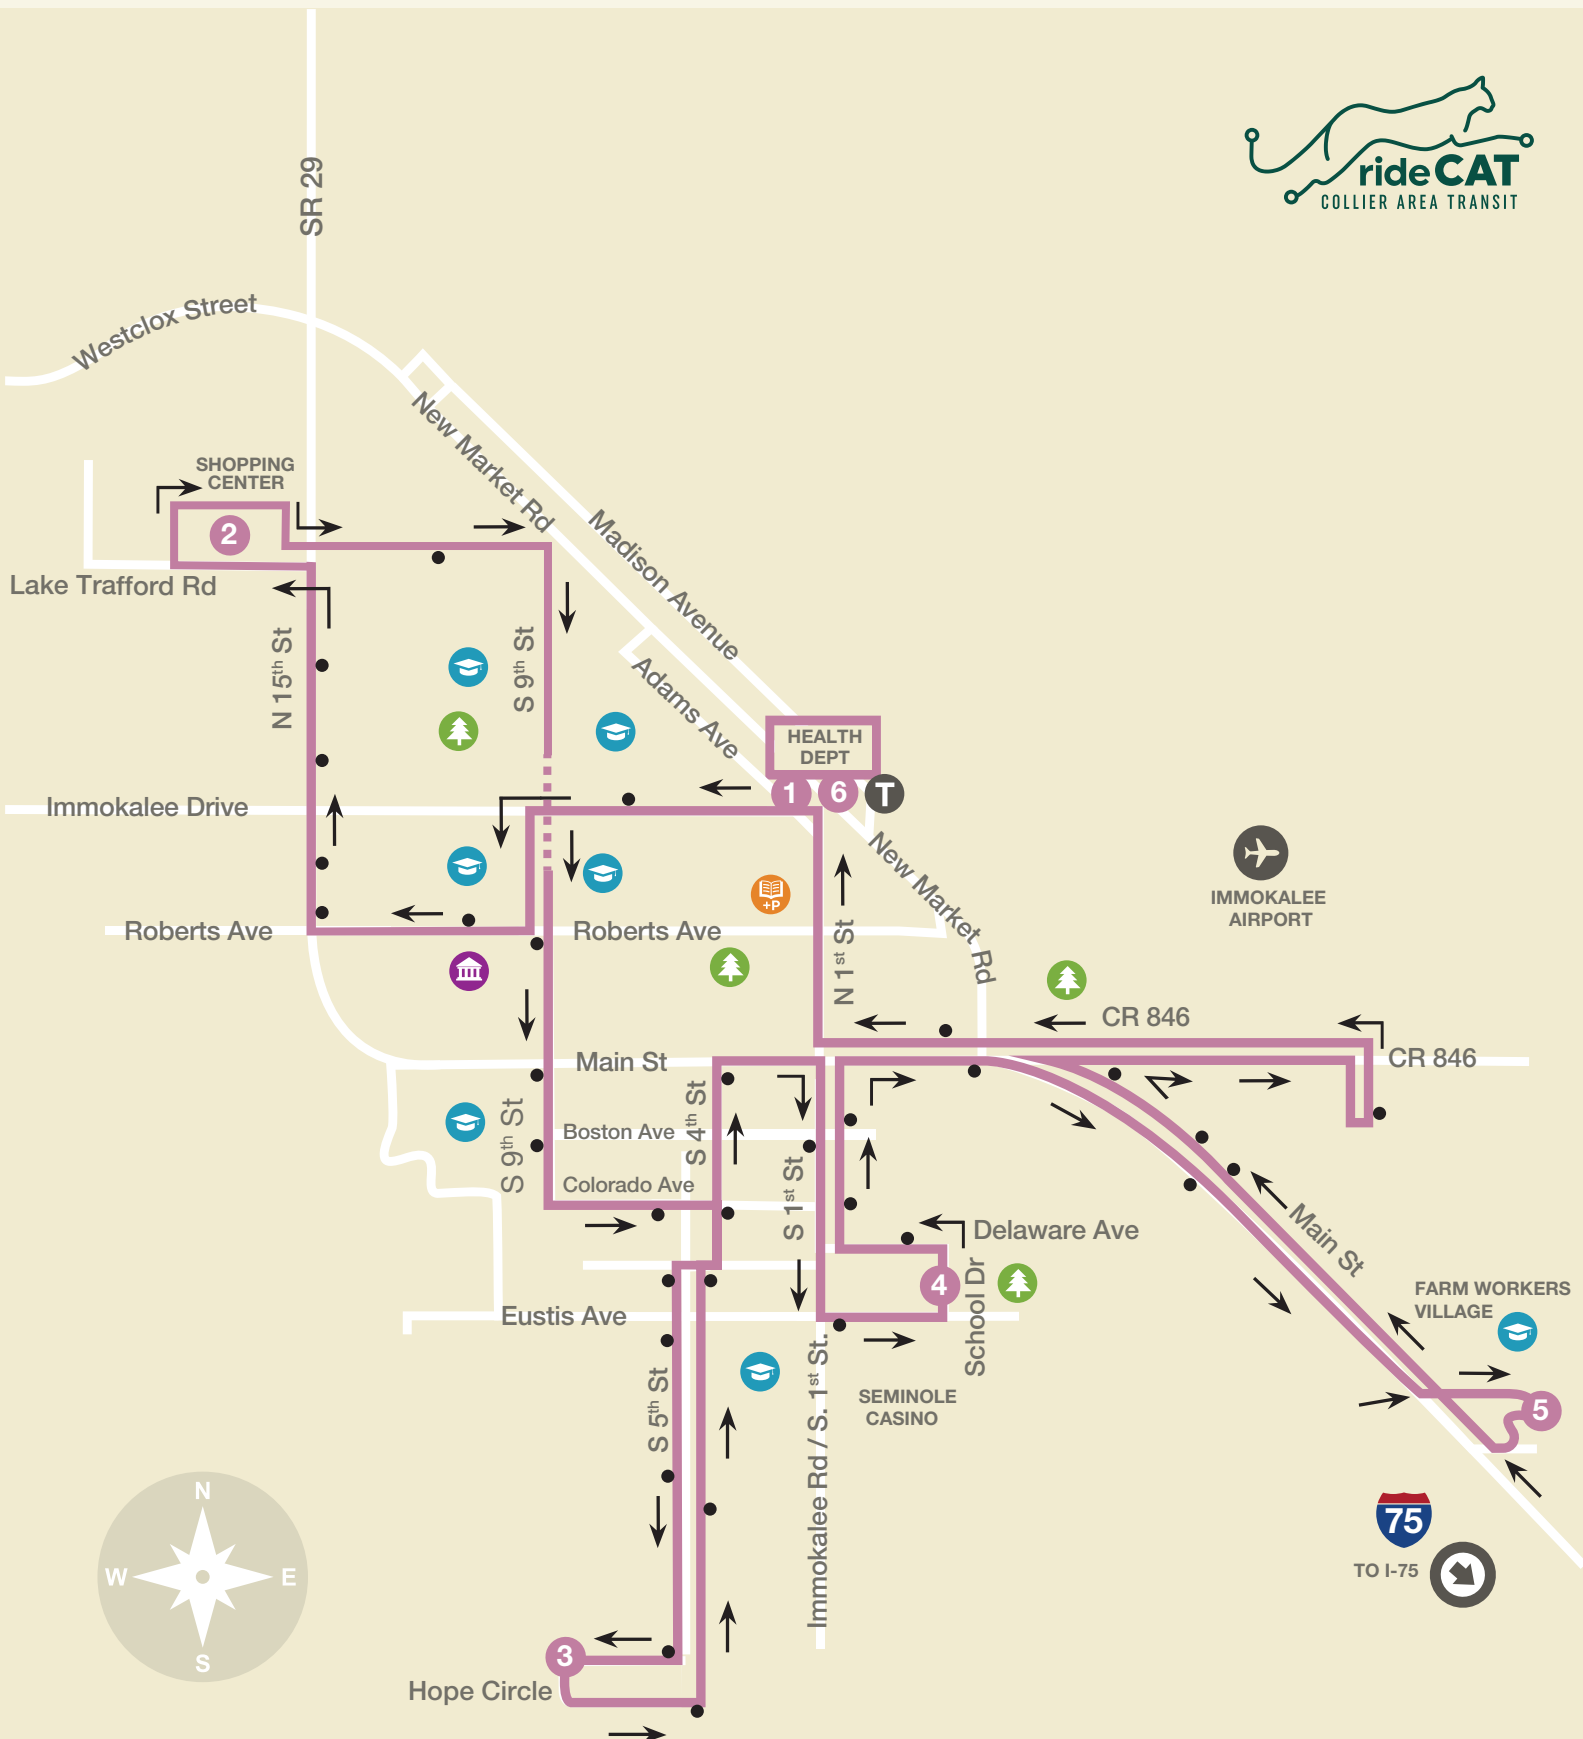 rideCAT
COLLIER AREA TRANSIT
SR 29
Westclox Street
New Market Rd
Madison Avenue
SHOPPING
CENTER
2
Lake Trafford Rd
N 15th St
S 9th St
Adams Ave
HEALTH
DEPT
1
6
T
Immokalee Drive
New Market Rd
+P
IMMOKALEE
AIRPORT
Roberts Ave
Roberts Ave
N 1st St
CR 846
CR 846
Main St
S 4th St
S 9th St
Boston Ave
Colorado Ave
S 1st St
Delaware Ave
Main St
4
School Dr
Eustis Ave
FARM WORKERS
VILLAGE
S 5th St
Immokalee Rd / S. 1st St.
SEMINOLE
CASINO
5
75
TO I-75
N
W
E
S
3
Hope Circle